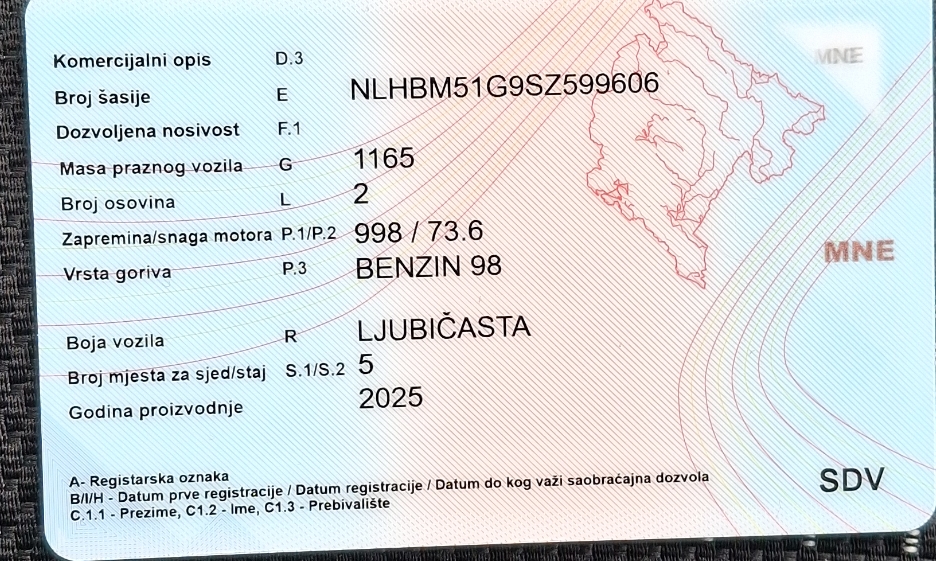 MNE
Komercijalni opis D.3
Broj šasije E NLHBM51G9SZ599606
Dozvoljena nosivost F.1
Masa praznog vozila G 1165
Broj osovina L 2
Zapremina/snaga motora P.1/P.2 998 / 73.6
MNE
Vrsta goriva P.3 BENZIN 98
Boja vozila R LJUBIČASTA
Broj mjesta za sjed/staj S.1/S.2 5
Godina proizvodnje 2025
A- Registarska oznaka
B/I/H - Datum prve registracije / Datum registracije / Datum do kog važi saobraćajna dozvola
C.1.1 - Prezime, C1.2 - Ime, C1.3 - Prebivalište
SDV